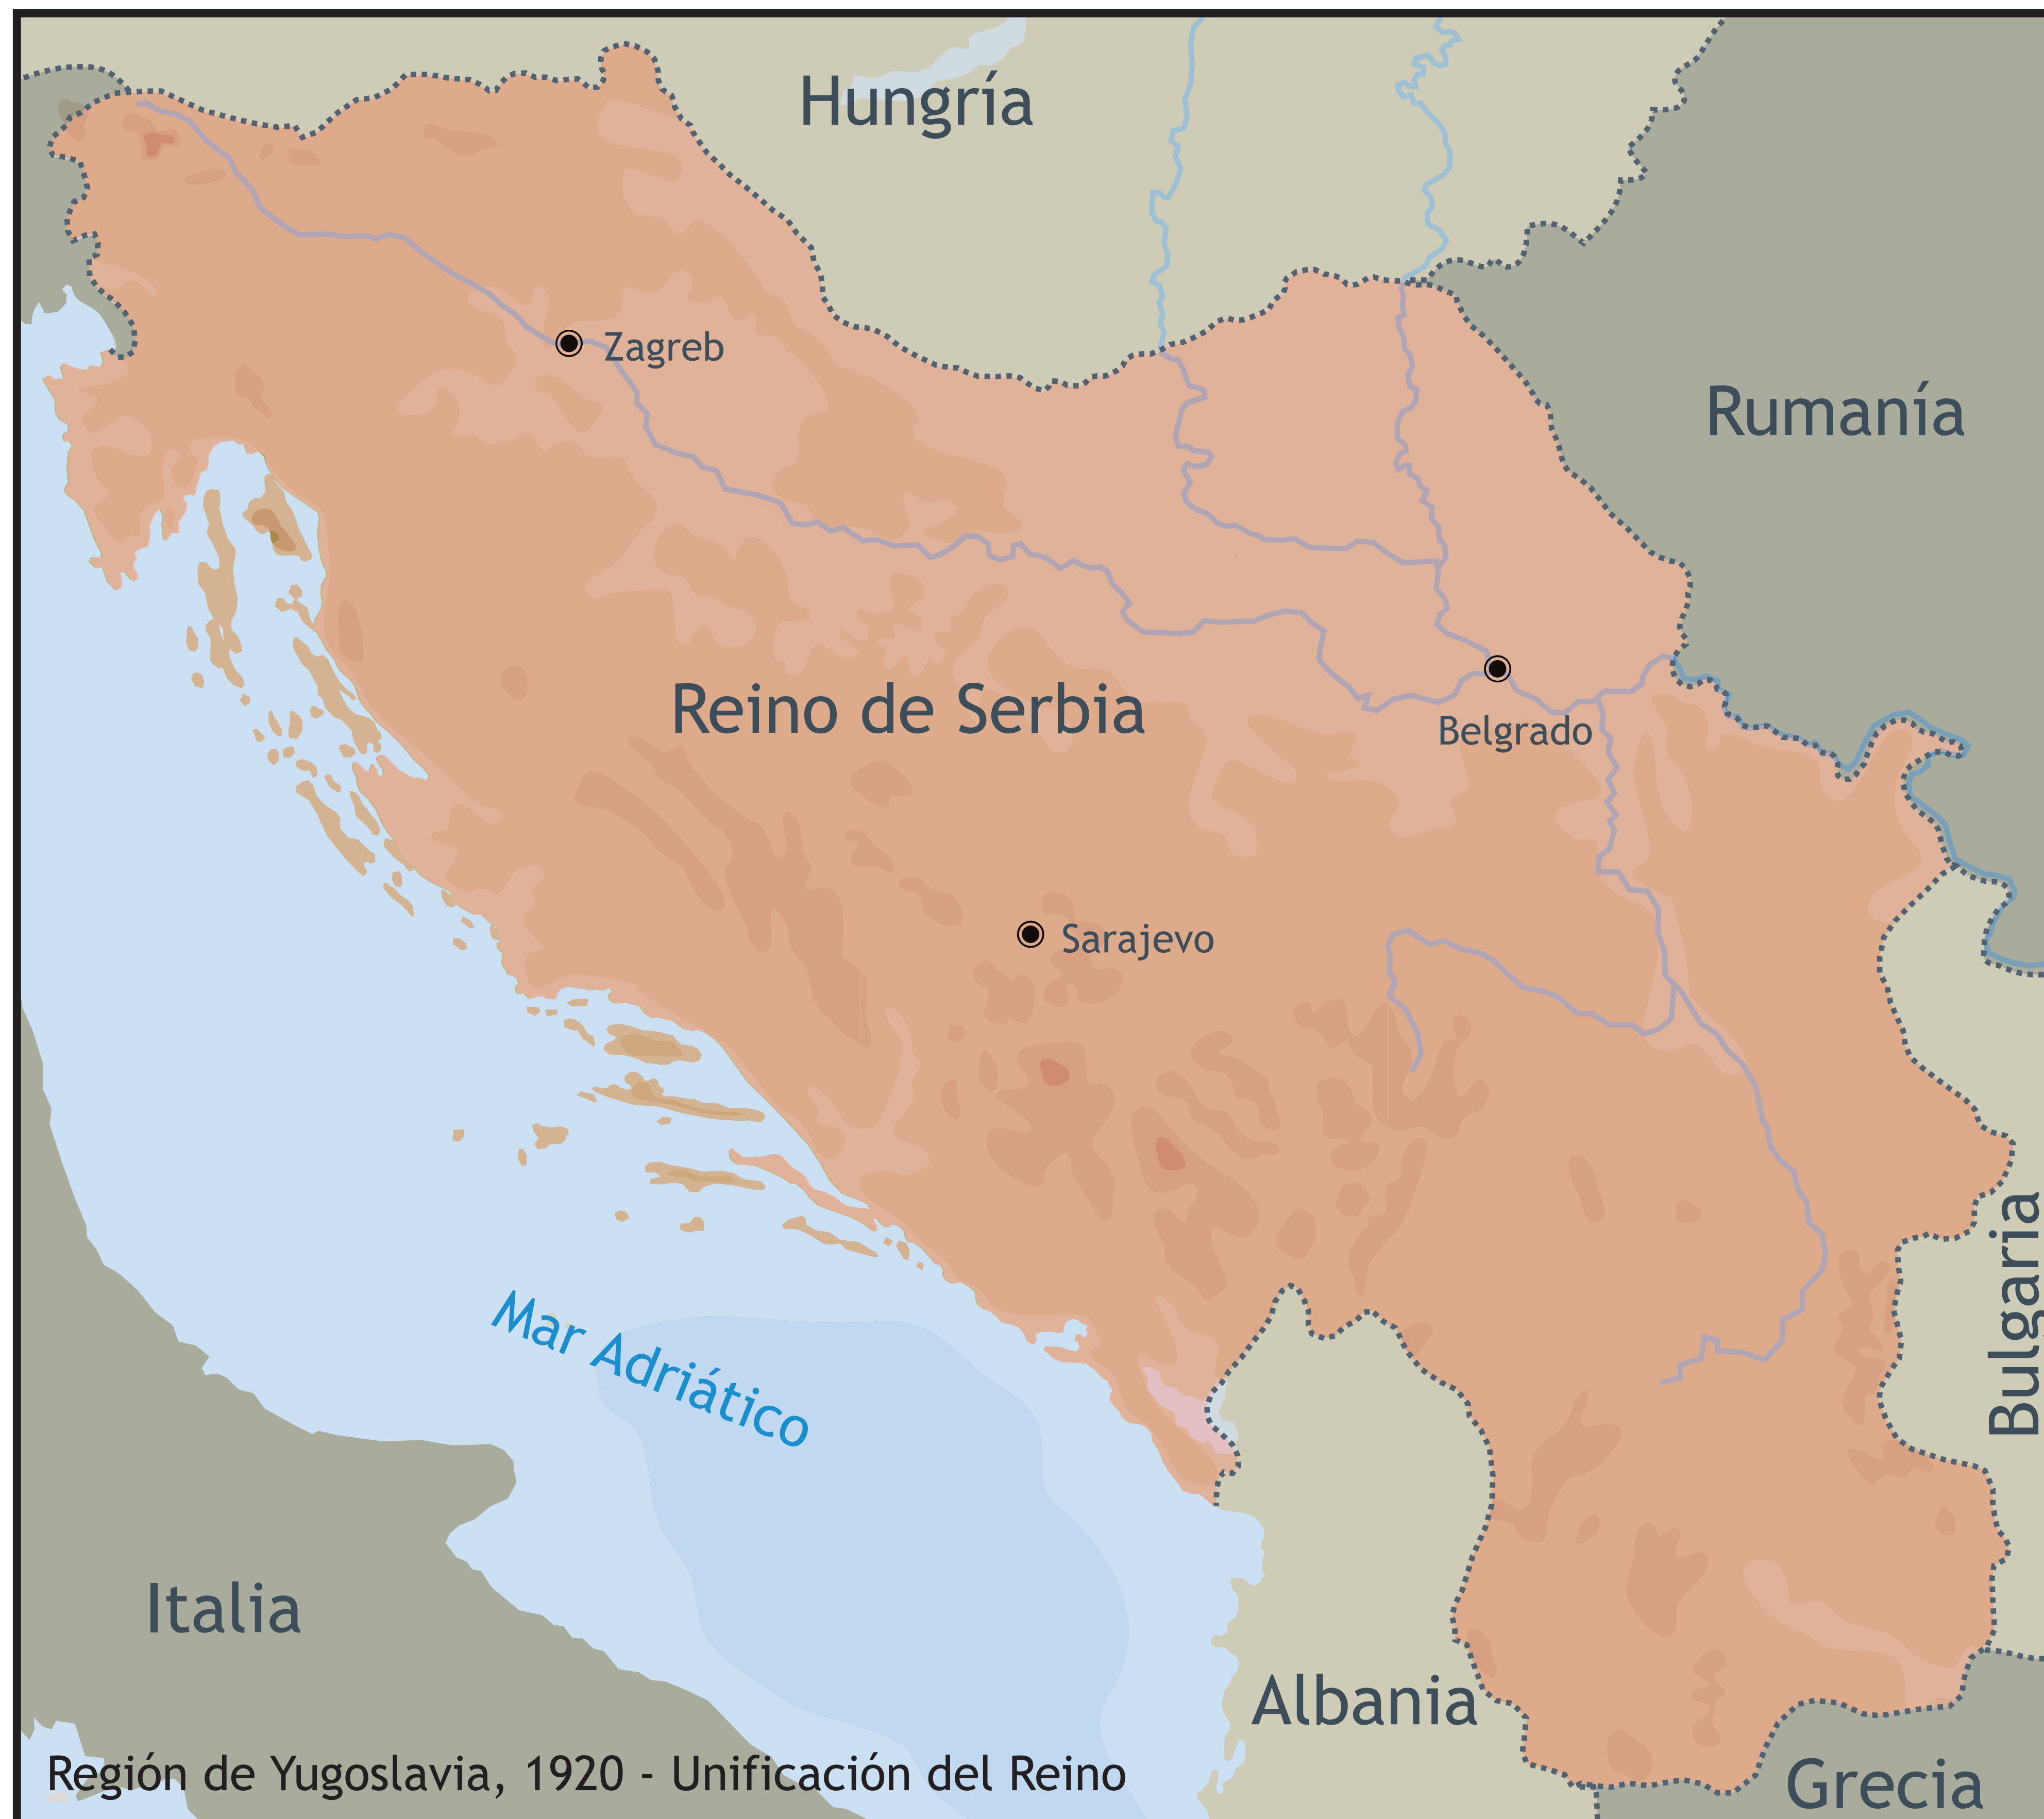 Hungría
Zagreb
Rumanía
Reino de Serbia
Belgrado
Sarajevo
Bulgaria
Mar Adriático
Italia
Albania
Región de Yugoslavia, 1920 - Unificación del Reino
Grecia